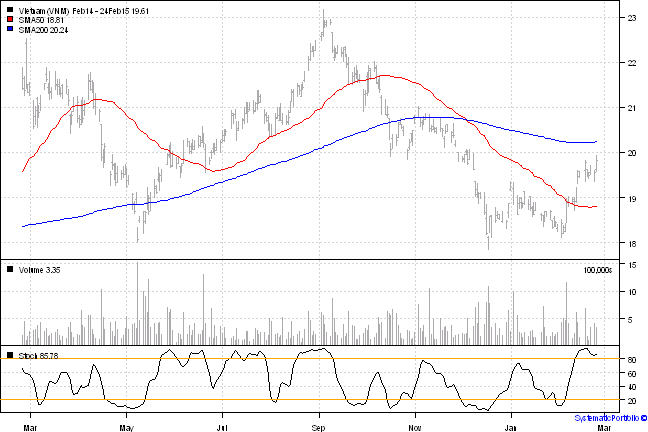 Vietnam (VNM) Feb14 - 24Feb15 19.61
SMA50 18.81
SMA200 20.24
23
22
21
20
19
18
Volume 3.35
100,000s
15
10
5
Stoch 85.78
80
60
40
20
Mar May Jul Sep Nov Jan Mar
SystematicPortfolio ©